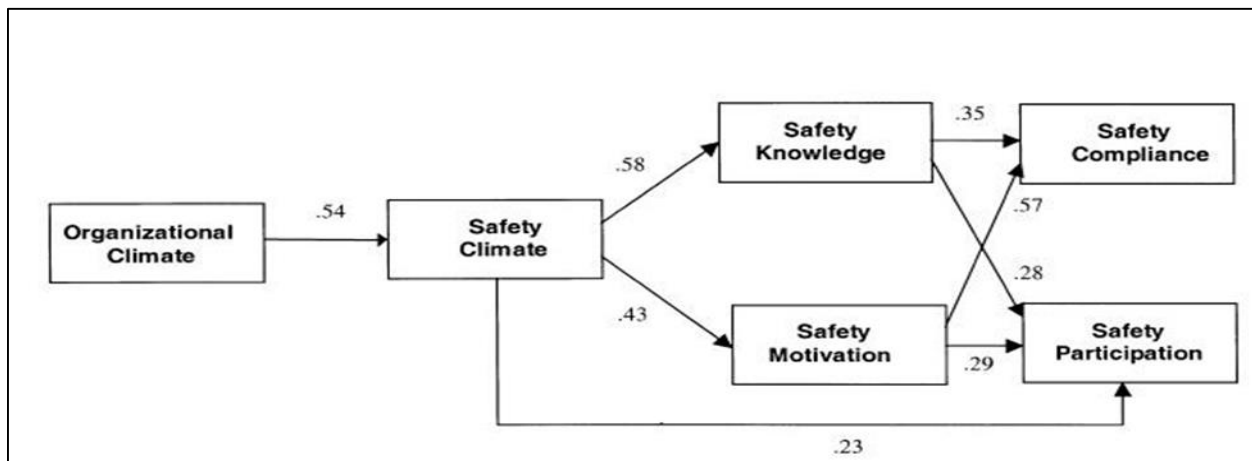 Organizational
Climate
.54
Safety
Climate
.58
.43
Safety
Knowledge
Safety
Motivation
.35
.57
.28
.29
Safety
Compliance
Safety
Participation
.23